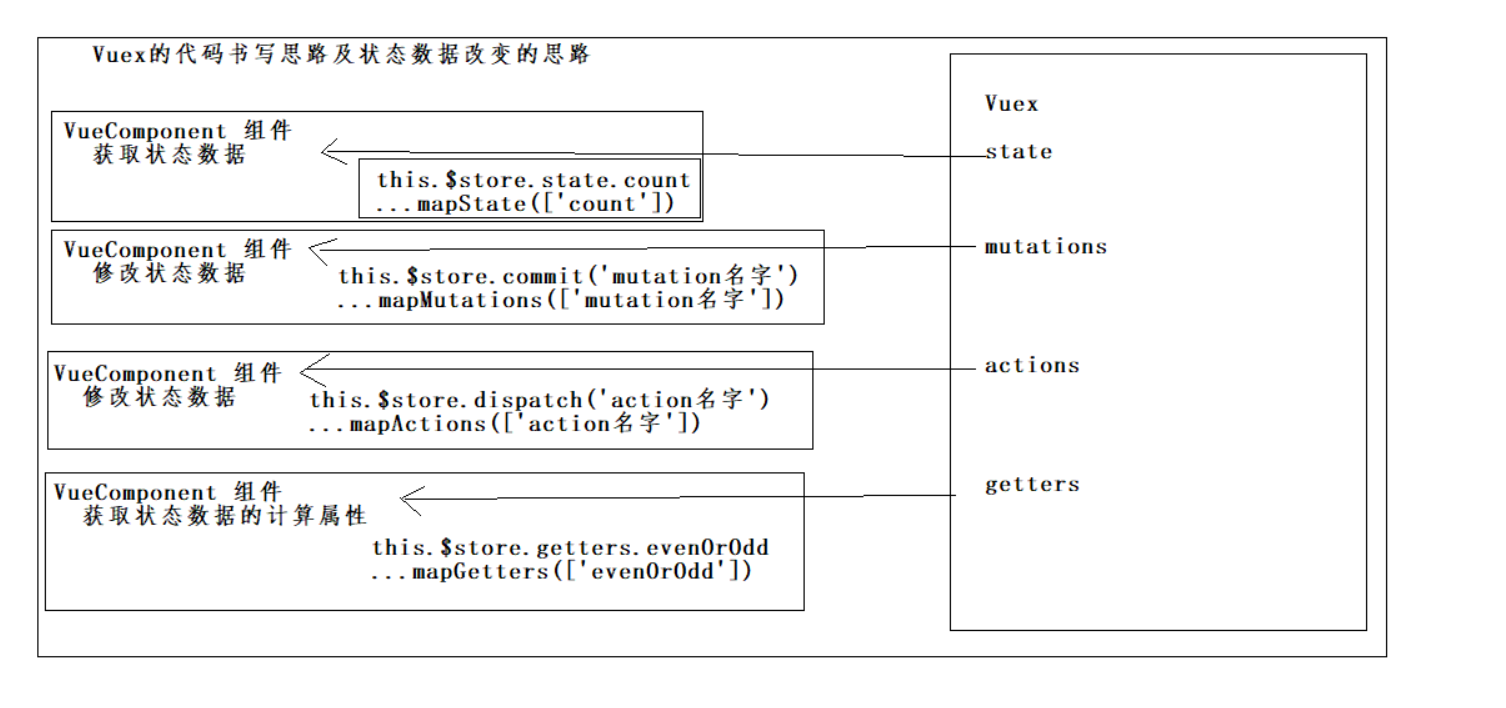 Vuex的代码书写思路及状态数据改变的思路
VueComponent 组件
获取状态数据
this.$store.state.count
...mapState(['count'])
VueComponent 组件
修改状态数据
this.$store.commit('mutation名字')
...mapMutations(['mutation名字'])
VueComponent 组件
修改状态数据
this.$store.dispatch('action名字')
...mapActions(['action名字'])
VueComponent 组件
获取状态数据的计算属性
this.$store.getters.evenOrOdd
...mapGetters(['evenOrOdd'])
Vuex
state
mutations
actions
getters